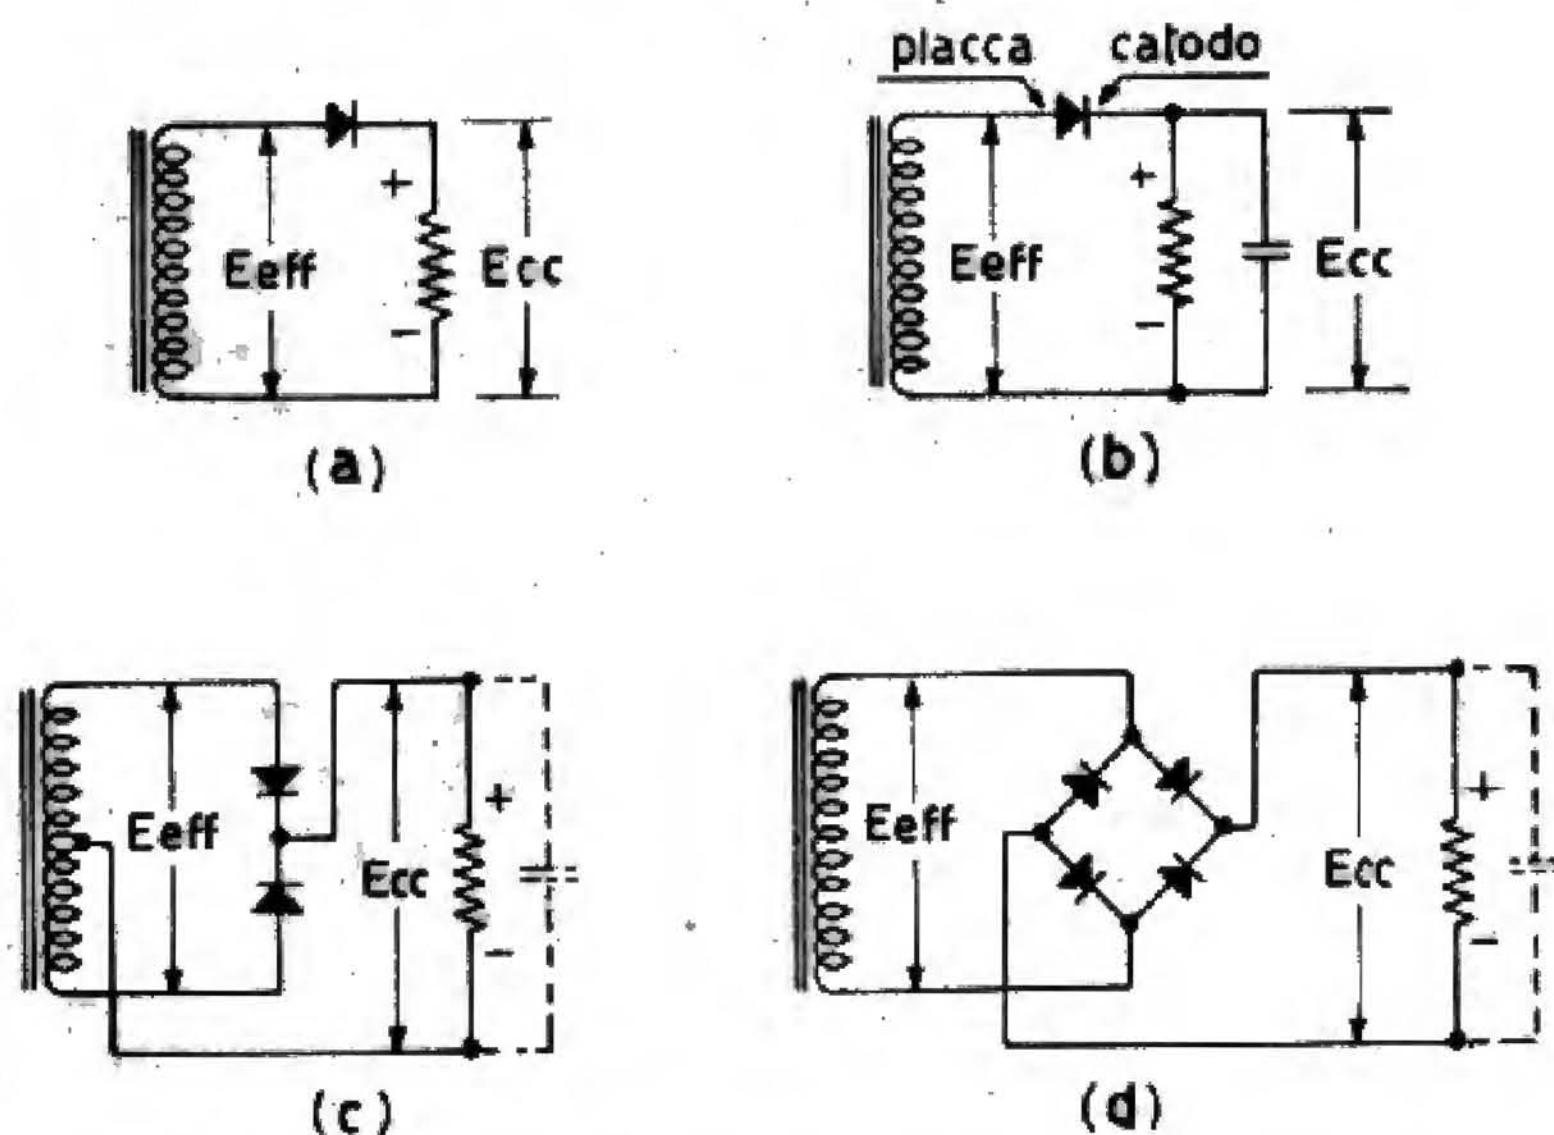 placca catodo
+
Eeff Ecc
−
(a)
+
Eeff Ecc
−
(b)
Eeff
+
Ecc
−
(c)
Eeff
+
Ecc
−
(d)